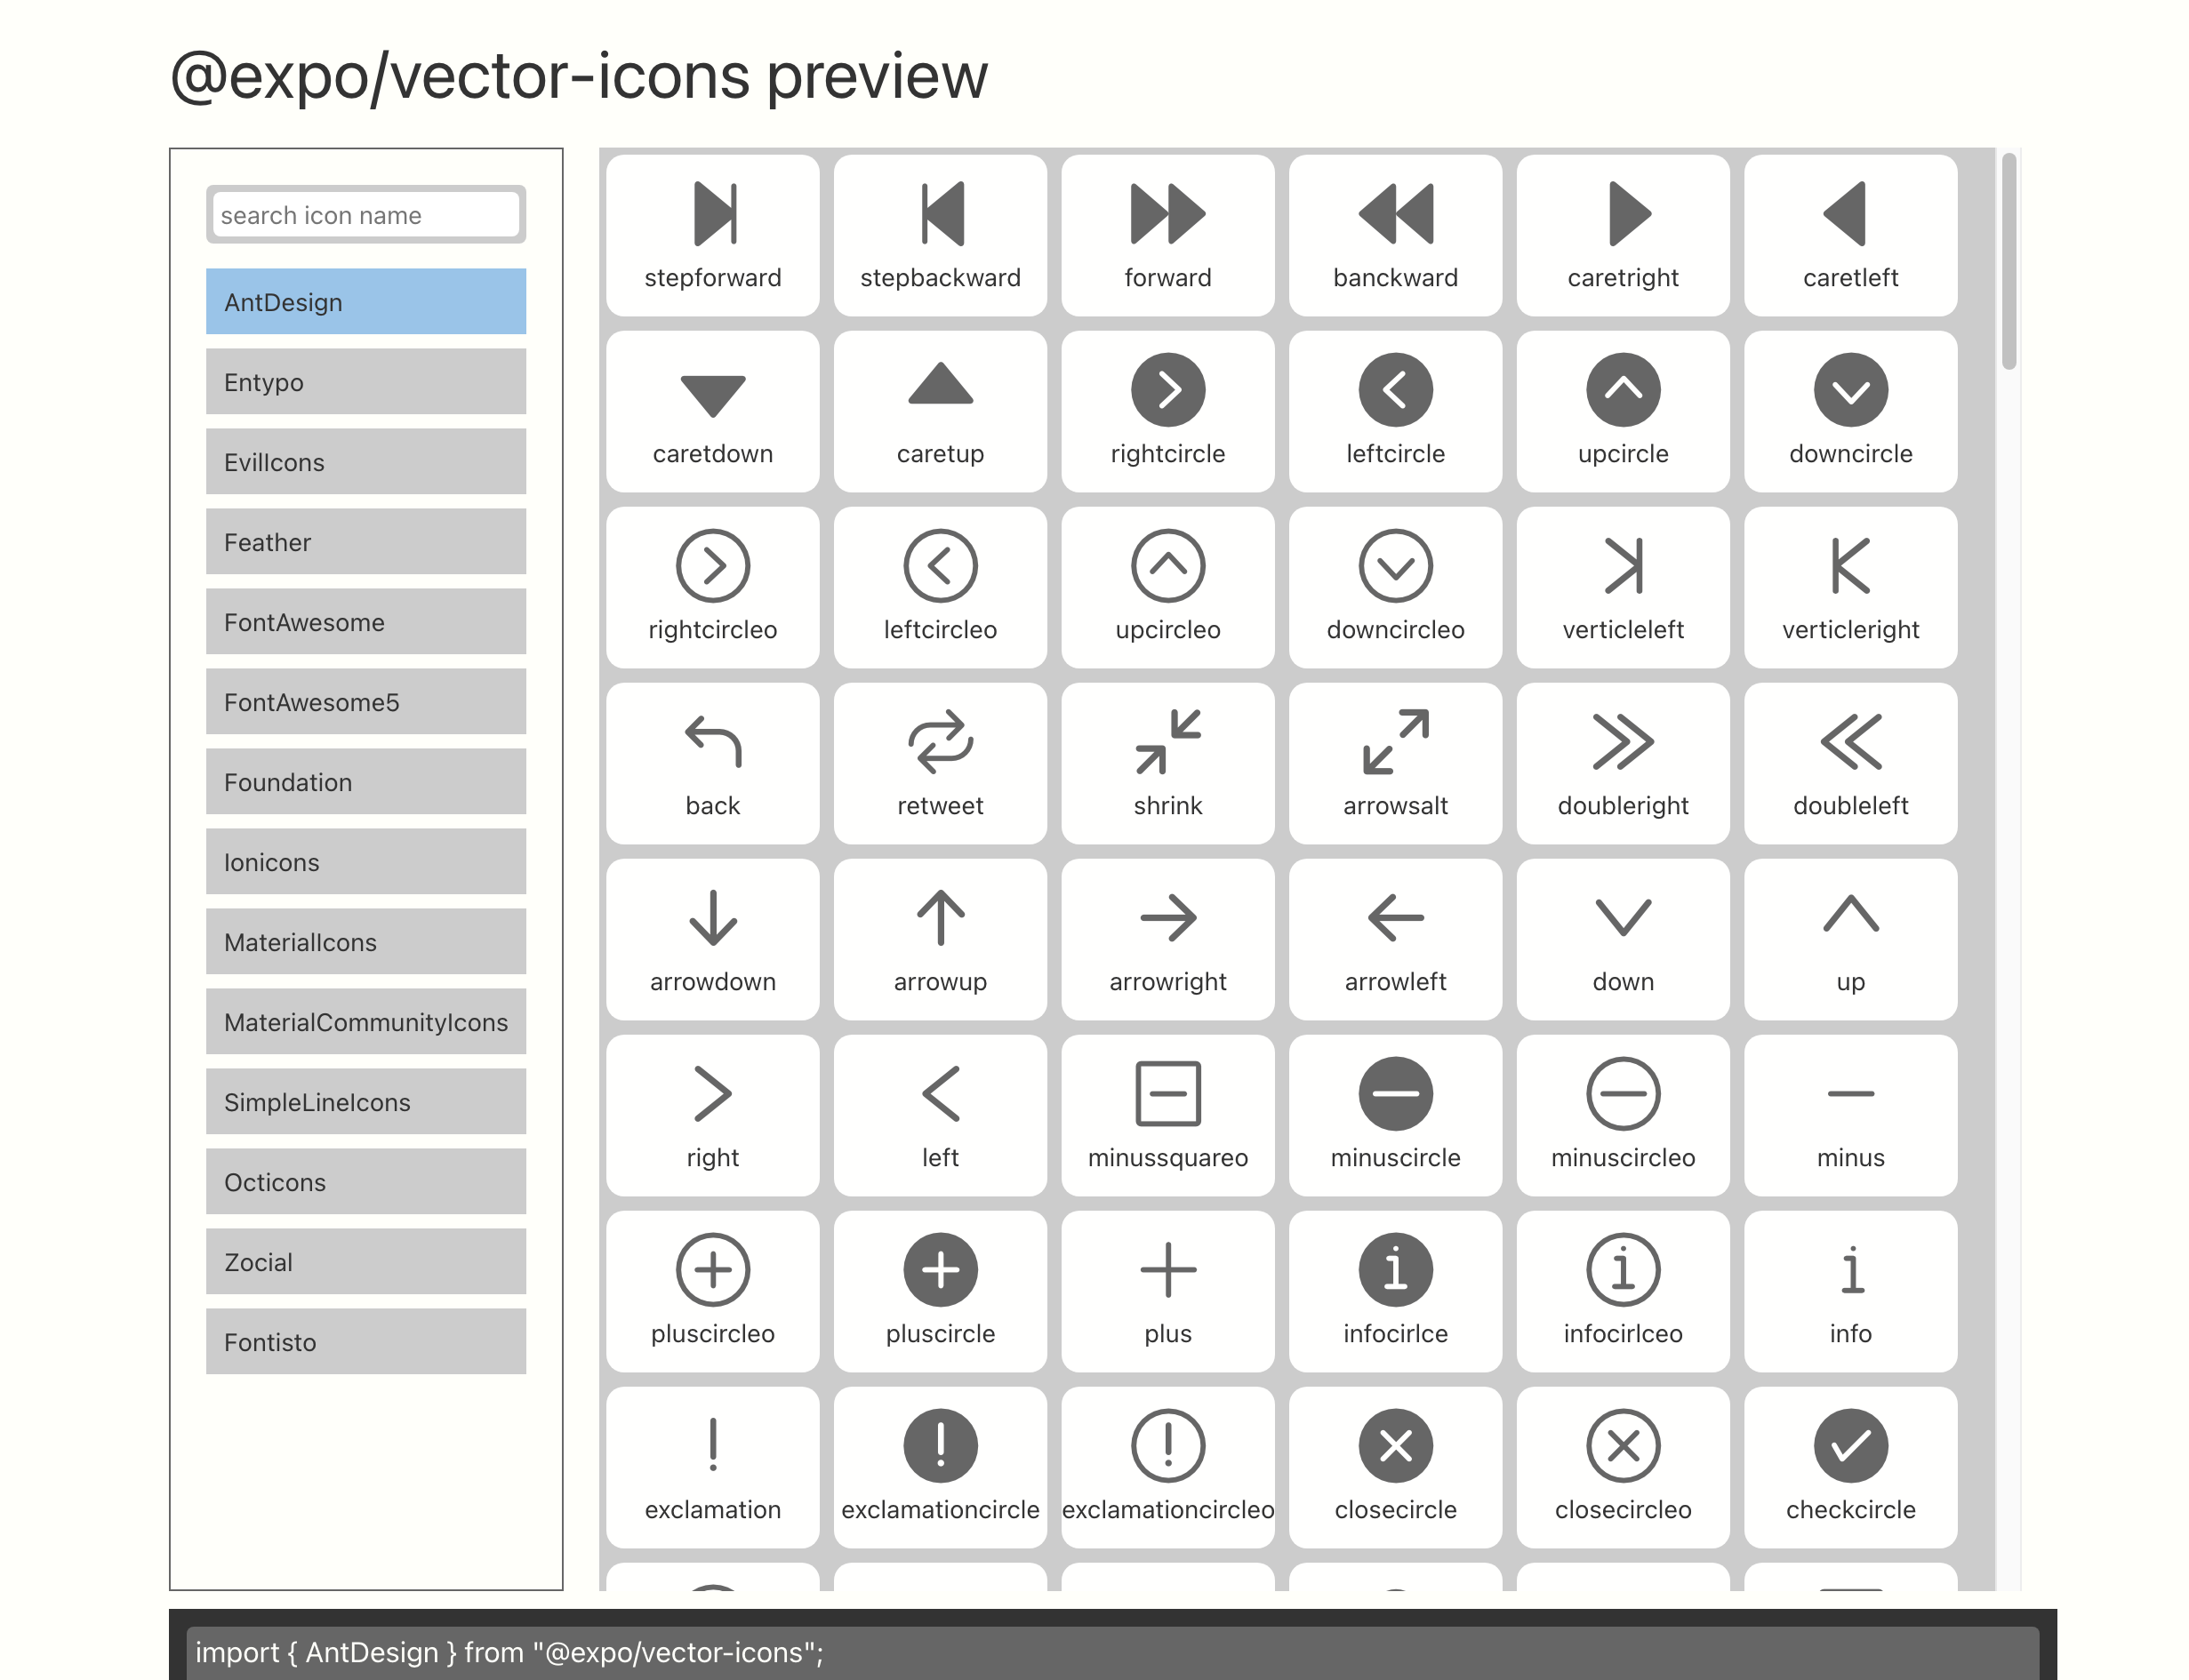 @expo/vector-icons preview
search icon name
AntDesign
Entypo
EvilIcons
Feather
FontAwesome
FontAwesome5
Foundation
Ionicons
MaterialIcons
MaterialCommunityIcons
SimpleLineIcons
Octicons
Zocial
Fontisto
stepforward stepbackward forward banckward caretright caretleft
caretdown caretup rightcircle leftcircle upcircle downcircle
rightcircleo leftcircleo upcircleo downcircleo verticleleft verticleright
back retweet shrink arrowsalt doubleright doubleleft
arrowdown arrowup arrowright arrowleft down up
right left minussquareo minuscircle minuscircleo minus
pluscircleo pluscircle plus infocirlce infocirlceo info
exclamation exclamationcircle exclamationcircleo closecircle closecircleo checkcircle
import { AntDesign } from "@expo/vector-icons";